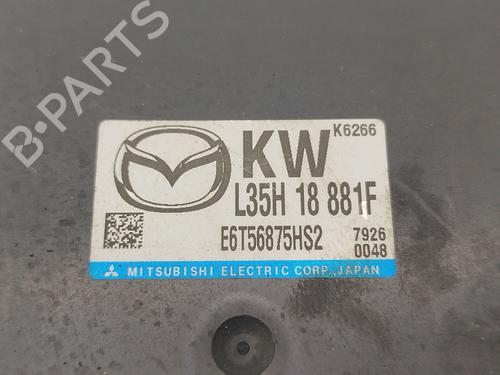 K6266
KW
L35H 18 881F
E6T56875HS2
7926
0048
MITSUBISHI ELECTRIC CORP. JAPAN
B-PARTS